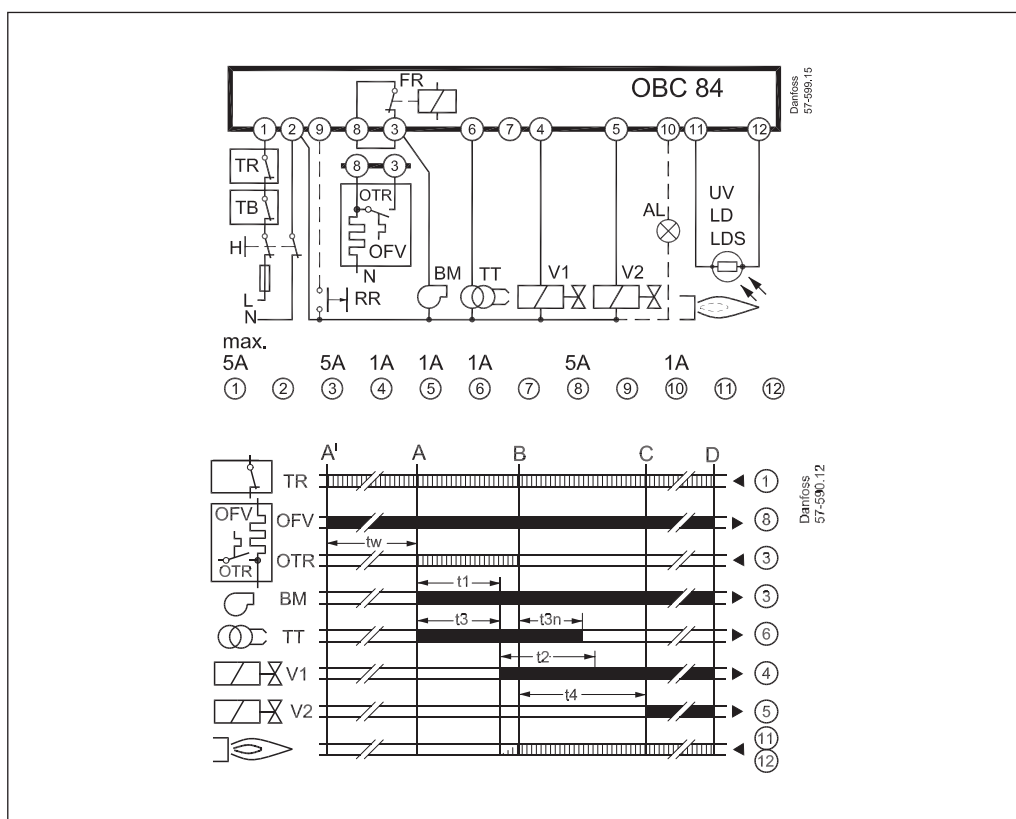 FR
OBC 84
Danfoss
57-599.15
1 2 9 8 3 6 7 4 5 10 11 12
TR
8 3
OTR
UV
TB
AL
LD
LDS
H
OFV
N
BM TT V1 V2
L
RR
N
max.
5A 5A 1A 1A 1A 5A 1A
1 2 3 4 5 6 7 8 9 10 11 12
A' A B C D
TR 1
Danfoss
57-590.12
OFV OFV 8
tw
OTR 3
OTR
t1
BM 3
t3 t3n
TT 6
t2
V1 4
t4
V2 5
11
12